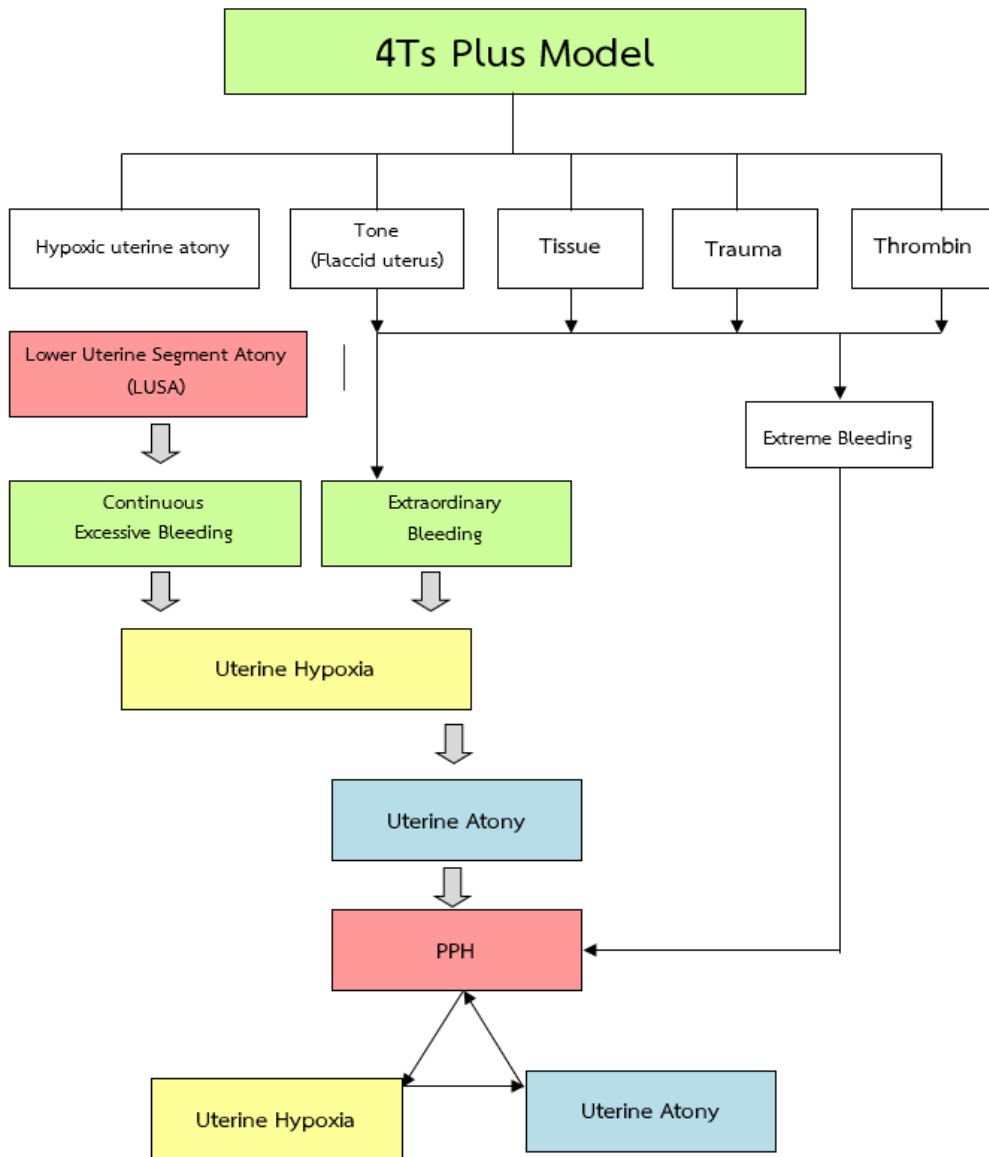 4Ts Plus Model
Hypoxic uterine atony
Tone
(Flaccid uterus)
Tissue
Trauma
Thrombin
Lower Uterine Segment Atony
(LUSA)
Extreme Bleeding
Continuous
Excessive Bleeding
Extraordinary
Bleeding
Uterine Hypoxia
Uterine Atony
PPH
Uterine Hypoxia
Uterine Atony